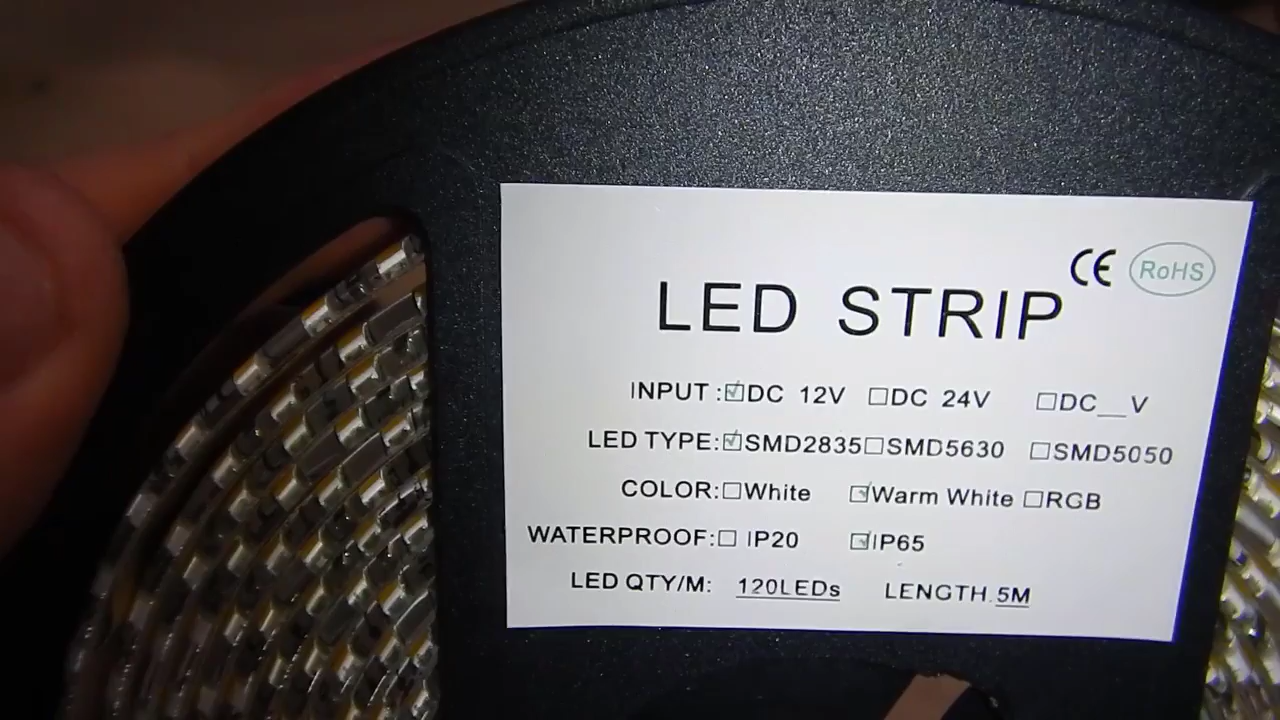 CE RoHS
LED STRIP
INPUT :☑DC 12V ☐DC 24V ☐DC__V
LED TYPE:☑SMD2835☐SMD5630 ☐SMD5050
COLOR:☐White ☑Warm White ☐RGB
WATERPROOF:☐ IP20 ☑IP65
LED QTY/M: 120LEDs LENGTH.5M